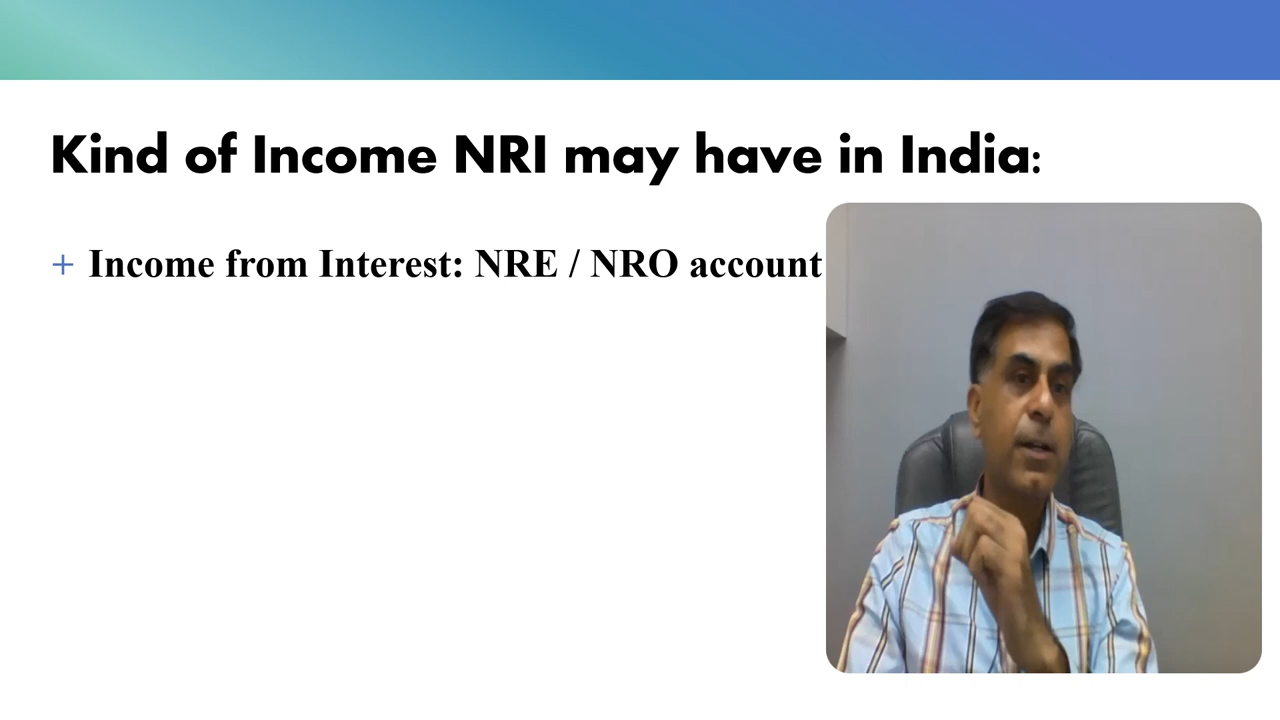 Kind of Income NRI may have in India:
+ Income from Interest: NRE / NRO account